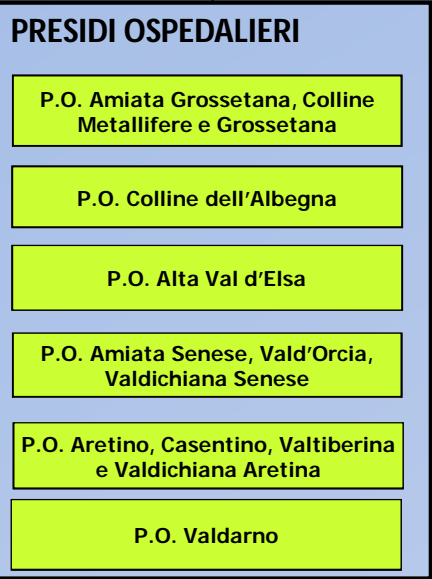 PRESIDI OSPEDALIERI
P.O. Amiata Grossetana, Colline
Metallifere e Grossetana
P.O. Colline dell'Albegna
P.O. Alta Val d'Elsa
P.O. Amiata Senese, Vald'Orcia,
Valdichiana Senese
P.O. Aretino, Casentino, Valtiberina
e Valdichiana Aretina
P.O. Valdarno